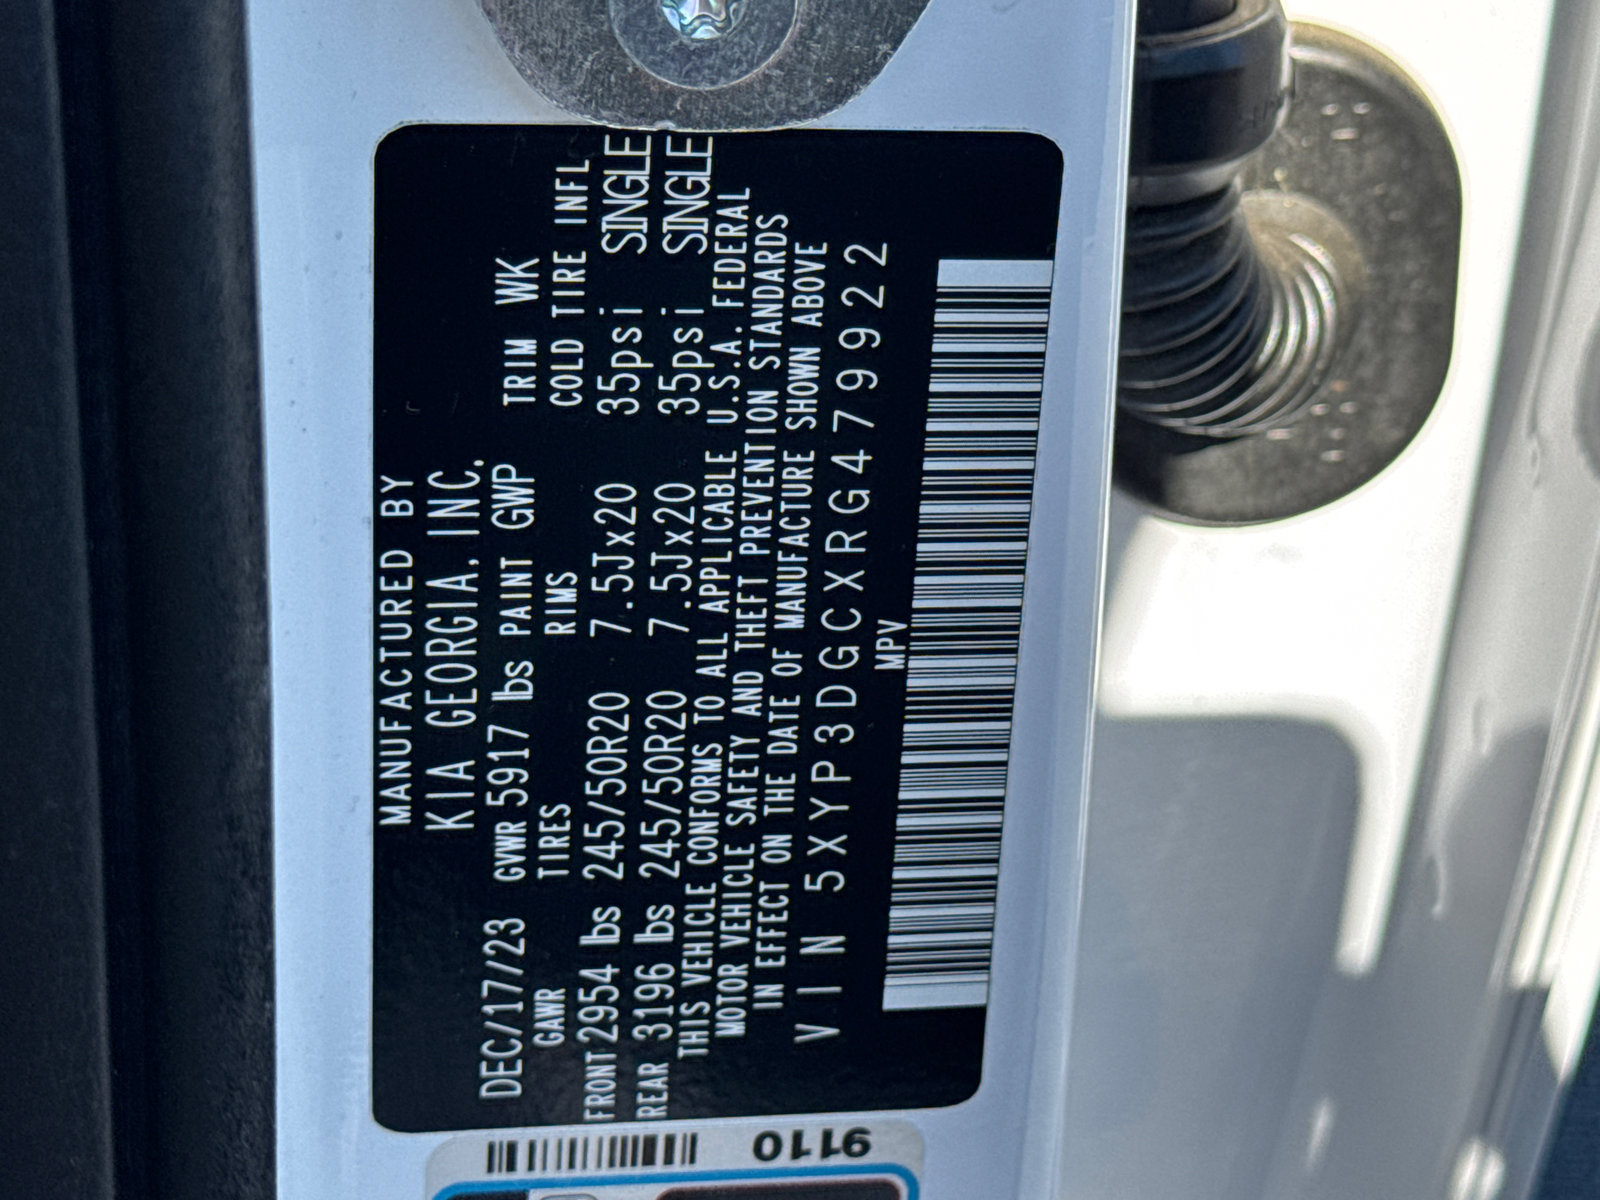 MANUFACTURED BY
KIA GEORGIA, INC.
DEC/17/23 GVWR 5917 lbs PAINT GWP TRIM WK
GAWR TIRES RIMS COLD TIRE INFL
FRONT 2954 lbs 245/50R20 7.5Jx20 35psi SINGLE
REAR 3196 lbs 245/50R20 7.5Jx20 35psi SINGLE
THIS VEHICLE CONFORMS TO ALL APPLICABLE U.S.A. FEDERAL
MOTOR VEHICLE SAFETY AND THEFT PREVENTION STANDARDS
IN EFFECT ON THE DATE OF MANUFACTURE SHOWN ABOVE
VIN 5XYP3DGCXRG479922
MPV
9110